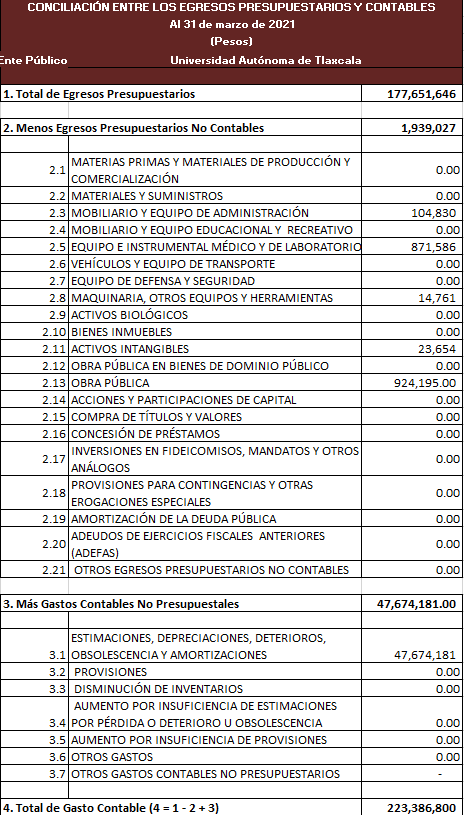 CONCILIACIÓN ENTRE LOS EGRESOS PRESUPUESTARIOS Y CONTABLES
Al 31 de marzo de 2021
(Pesos)
Ente Público Universidad Autónoma de Tlaxcala
1. Total de Egresos Presupuestarios 177,651,646
2. Menos Egresos Presupuestarios No Contables 1,939,027
MATERIAS PRIMAS Y MATERIALES DE PRODUCCIÓN Y
2.1 COMERCIALIZACIÓN 0.00
2.2 MATERIALES Y SUMINISTROS 0.00
2.3 MOBILIARIO Y EQUIPO DE ADMINISTRACIÓN 104,830
2.4 MOBILIARIO Y EQUIPO EDUCACIONAL Y RECREATIVO 0.00
2.5 EQUIPO E INSTRUMENTAL MÉDICO Y DE LABORATORIO 871,586
2.6 VEHÍCULOS Y EQUIPO DE TRANSPORTE 0.00
2.7 EQUIPO DE DEFENSA Y SEGURIDAD 0.00
2.8 MAQUINARIA, OTROS EQUIPOS Y HERRAMIENTAS 14,761
2.9 ACTIVOS BIOLÓGICOS 0.00
2.10 BIENES INMUEBLES 0.00
2.11 ACTIVOS INTANGIBLES 23,654
2.12 OBRA PÚBLICA EN BIENES DE DOMINIO PÚBLICO 0.00
2.13 OBRA PÚBLICA 924,195.00
2.14 ACCIONES Y PARTICIPACIONES DE CAPITAL 0.00
2.15 COMPRA DE TÍTULOS Y VALORES 0.00
2.16 CONCESIÓN DE PRÉSTAMOS 0.00
INVERSIONES EN FIDEICOMISOS, MANDATOS Y OTROS
2.17 ANÁLOGOS 0.00
PROVISIONES PARA CONTINGENCIAS Y OTRAS
2.18 EROGACIONES ESPECIALES 0.00
2.19 AMORTIZACIÓN DE LA DEUDA PÚBLICA 0.00
ADEUDOS DE EJERCICIOS FISCALES ANTERIORES
2.20 (ADEFAS) 0.00
2.21 OTROS EGRESOS PRESUPUESTARIOS NO CONTABLES 0.00
3. Más Gastos Contables No Presupuestales 47,674,181.00
ESTIMACIONES, DEPRECIACIONES, DETERIOROS,
3.1 OBSOLESCENCIA Y AMORTIZACIONES 47,674,181
3.2 PROVISIONES 0.00
3.3 DISMINUCIÓN DE INVENTARIOS 0.00
AUMENTO POR INSUFICIENCIA DE ESTIMACIONES
3.4 POR PÉRDIDA O DETERIORO U OBSOLESCENCIA 0.00
3.5 AUMENTO POR INSUFICIENCIA DE PROVISIONES 0.00
3.6 OTROS GASTOS 0.00
3.7 OTROS GASTOS CONTABLES NO PRESUPUESTARIOS -
4. Total de Gasto Contable (4 = 1 - 2 + 3) 223,386,800